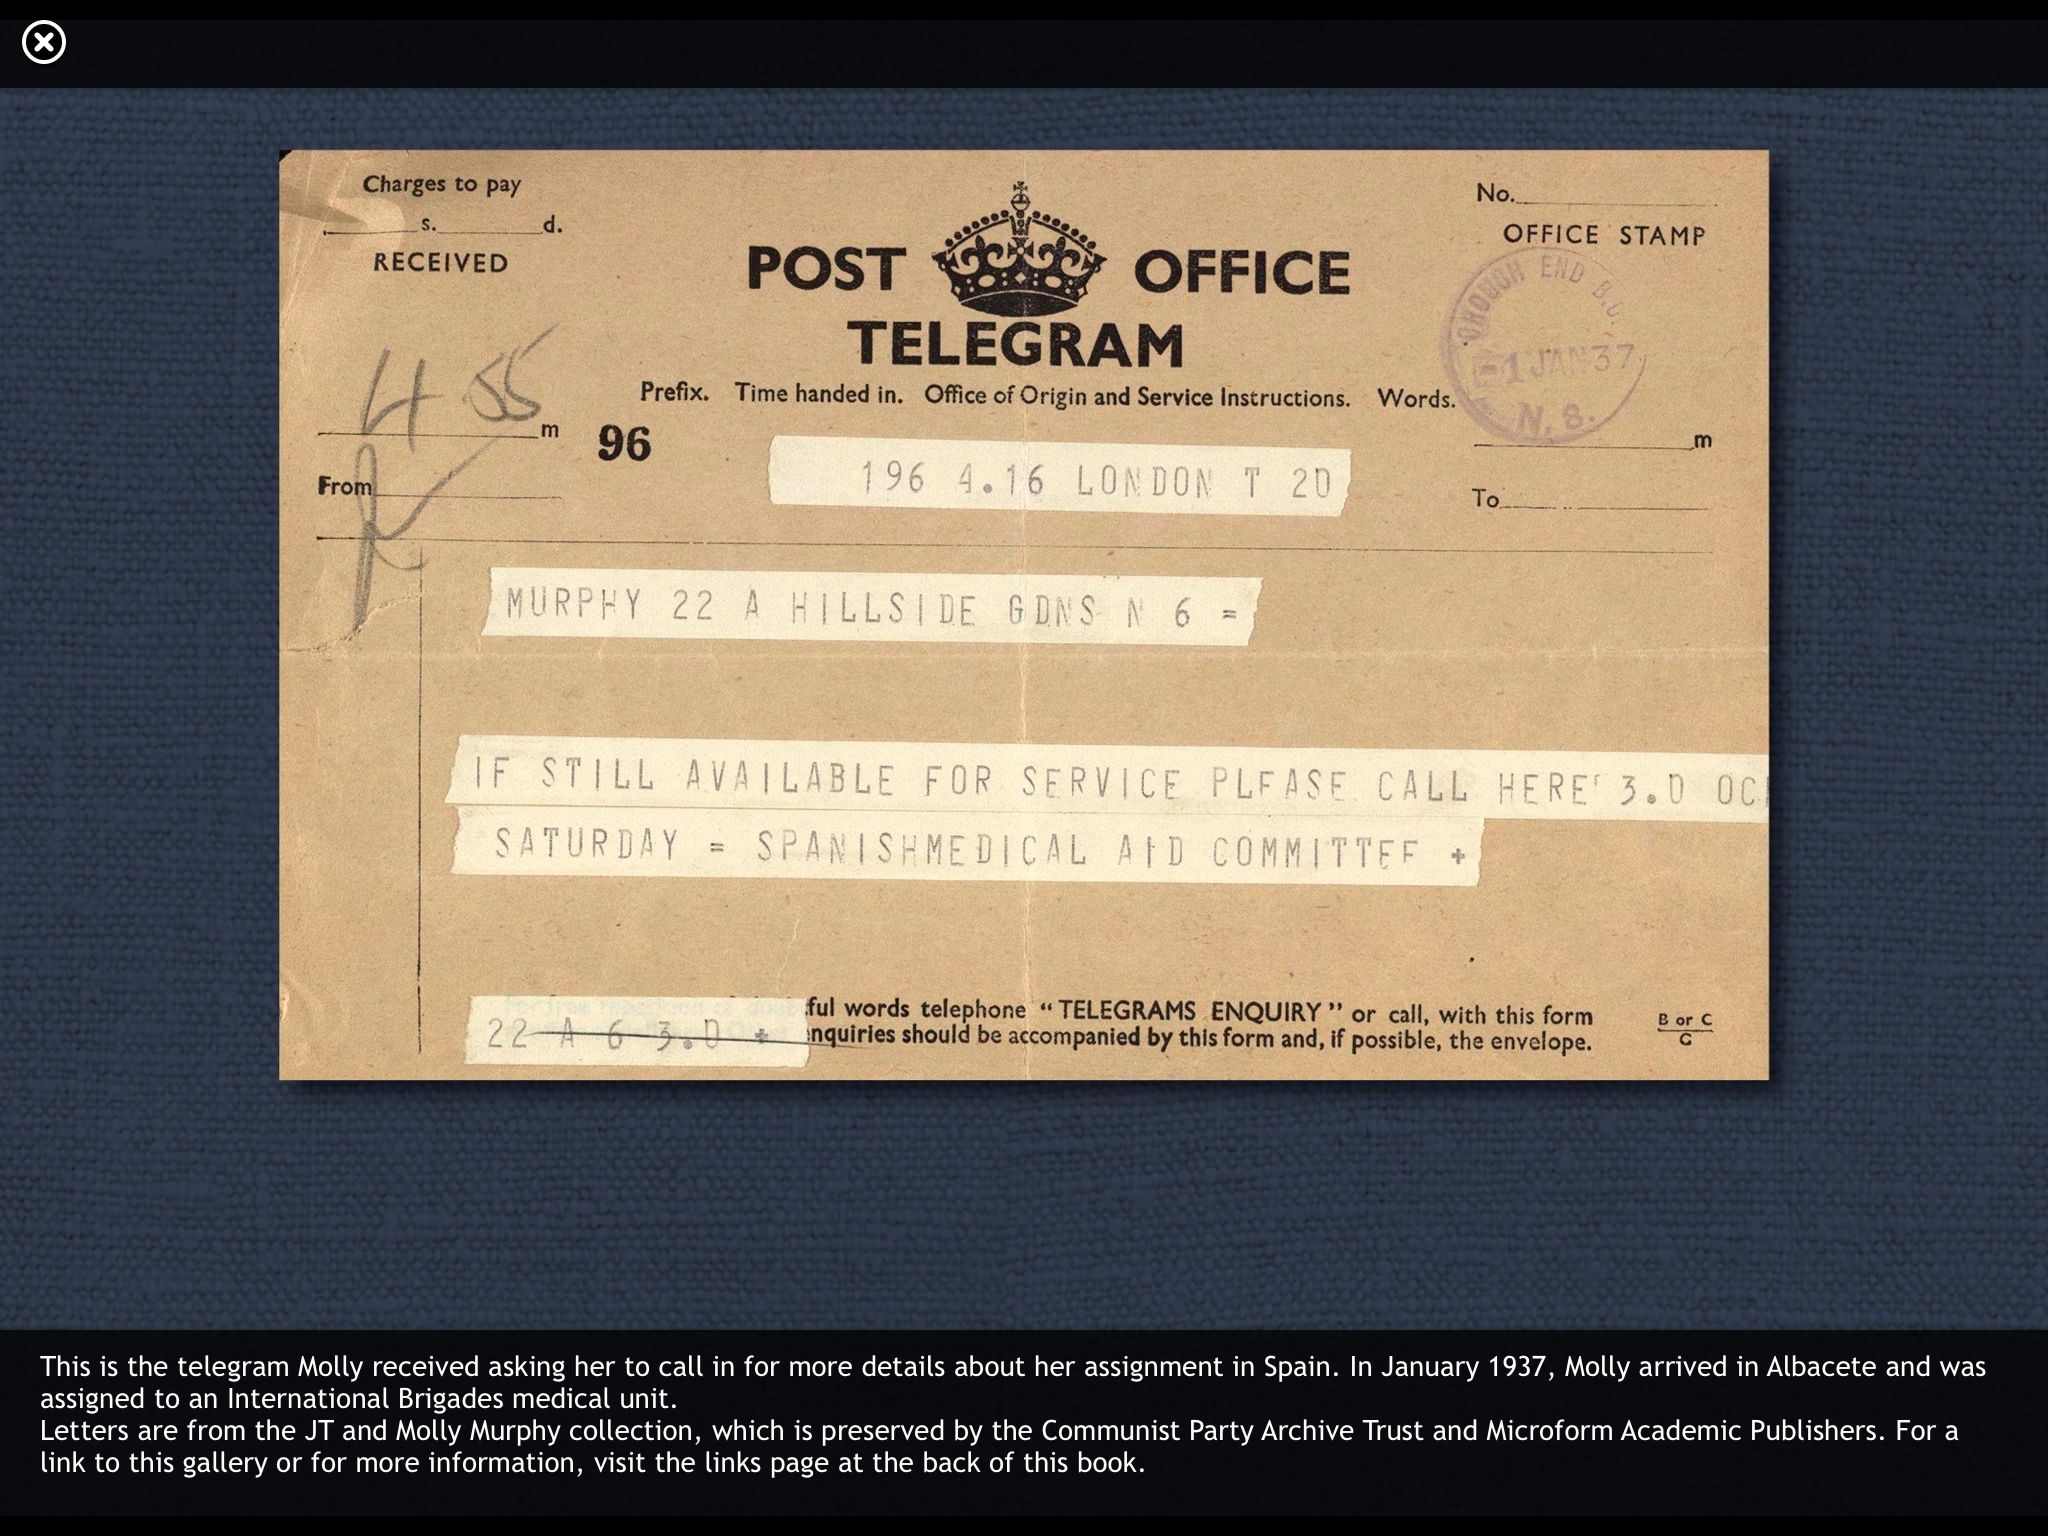 Charges to pay
s. d.
RECEIVED
POST OFFICE
TELEGRAM
No.
OFFICE STAMP
END
1 JAN 37
N. 8.
Prefix. Time handed in. Office of Origin and Service Instructions. Words.
4 55
m
96
m
From
To
196 4.16 LONDON T 20
MURPHY 22 A HILLSIDE GDNS N 6 =
IF STILL AVAILABLE FOR SERVICE PLEASE CALL HERE 3.0 OC
SATURDAY = SPANISHMEDICAL AID COMMITTEE +
22 A 6 3.0 +
ful words telephone “TELEGRAMS ENQUIRY” or call, with this form
enquiries should be accompanied by this form and, if possible, the envelope.
B or C
G
This is the telegram Molly received asking her to call in for more details about her assignment in Spain. In January 1937, Molly arrived in Albacete and was
assigned to an International Brigades medical unit.
Letters are from the JT and Molly Murphy collection, which is preserved by the Communist Party Archive Trust and Microform Academic Publishers. For a
link to this gallery or for more information, visit the links page at the back of this book.